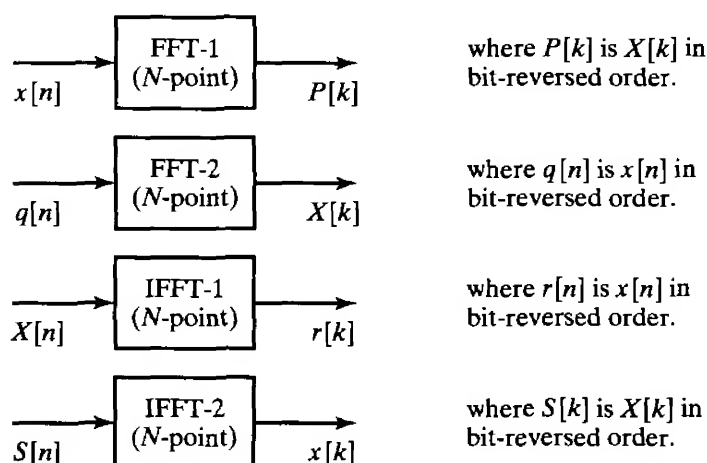 FFT-1
(N-point)
x[n]
P[k]
where P[k] is X[k] in
bit-reversed order.
FFT-2
(N-point)
q[n]
X[k]
where q[n] is x[n] in
bit-reversed order.
IFFT-1
(N-point)
X[n]
r[k]
where r[n] is x[n] in
bit-reversed order.
IFFT-2
(N-point)
S[n]
x[k]
where S[k] is X[k] in
bit-reversed order.